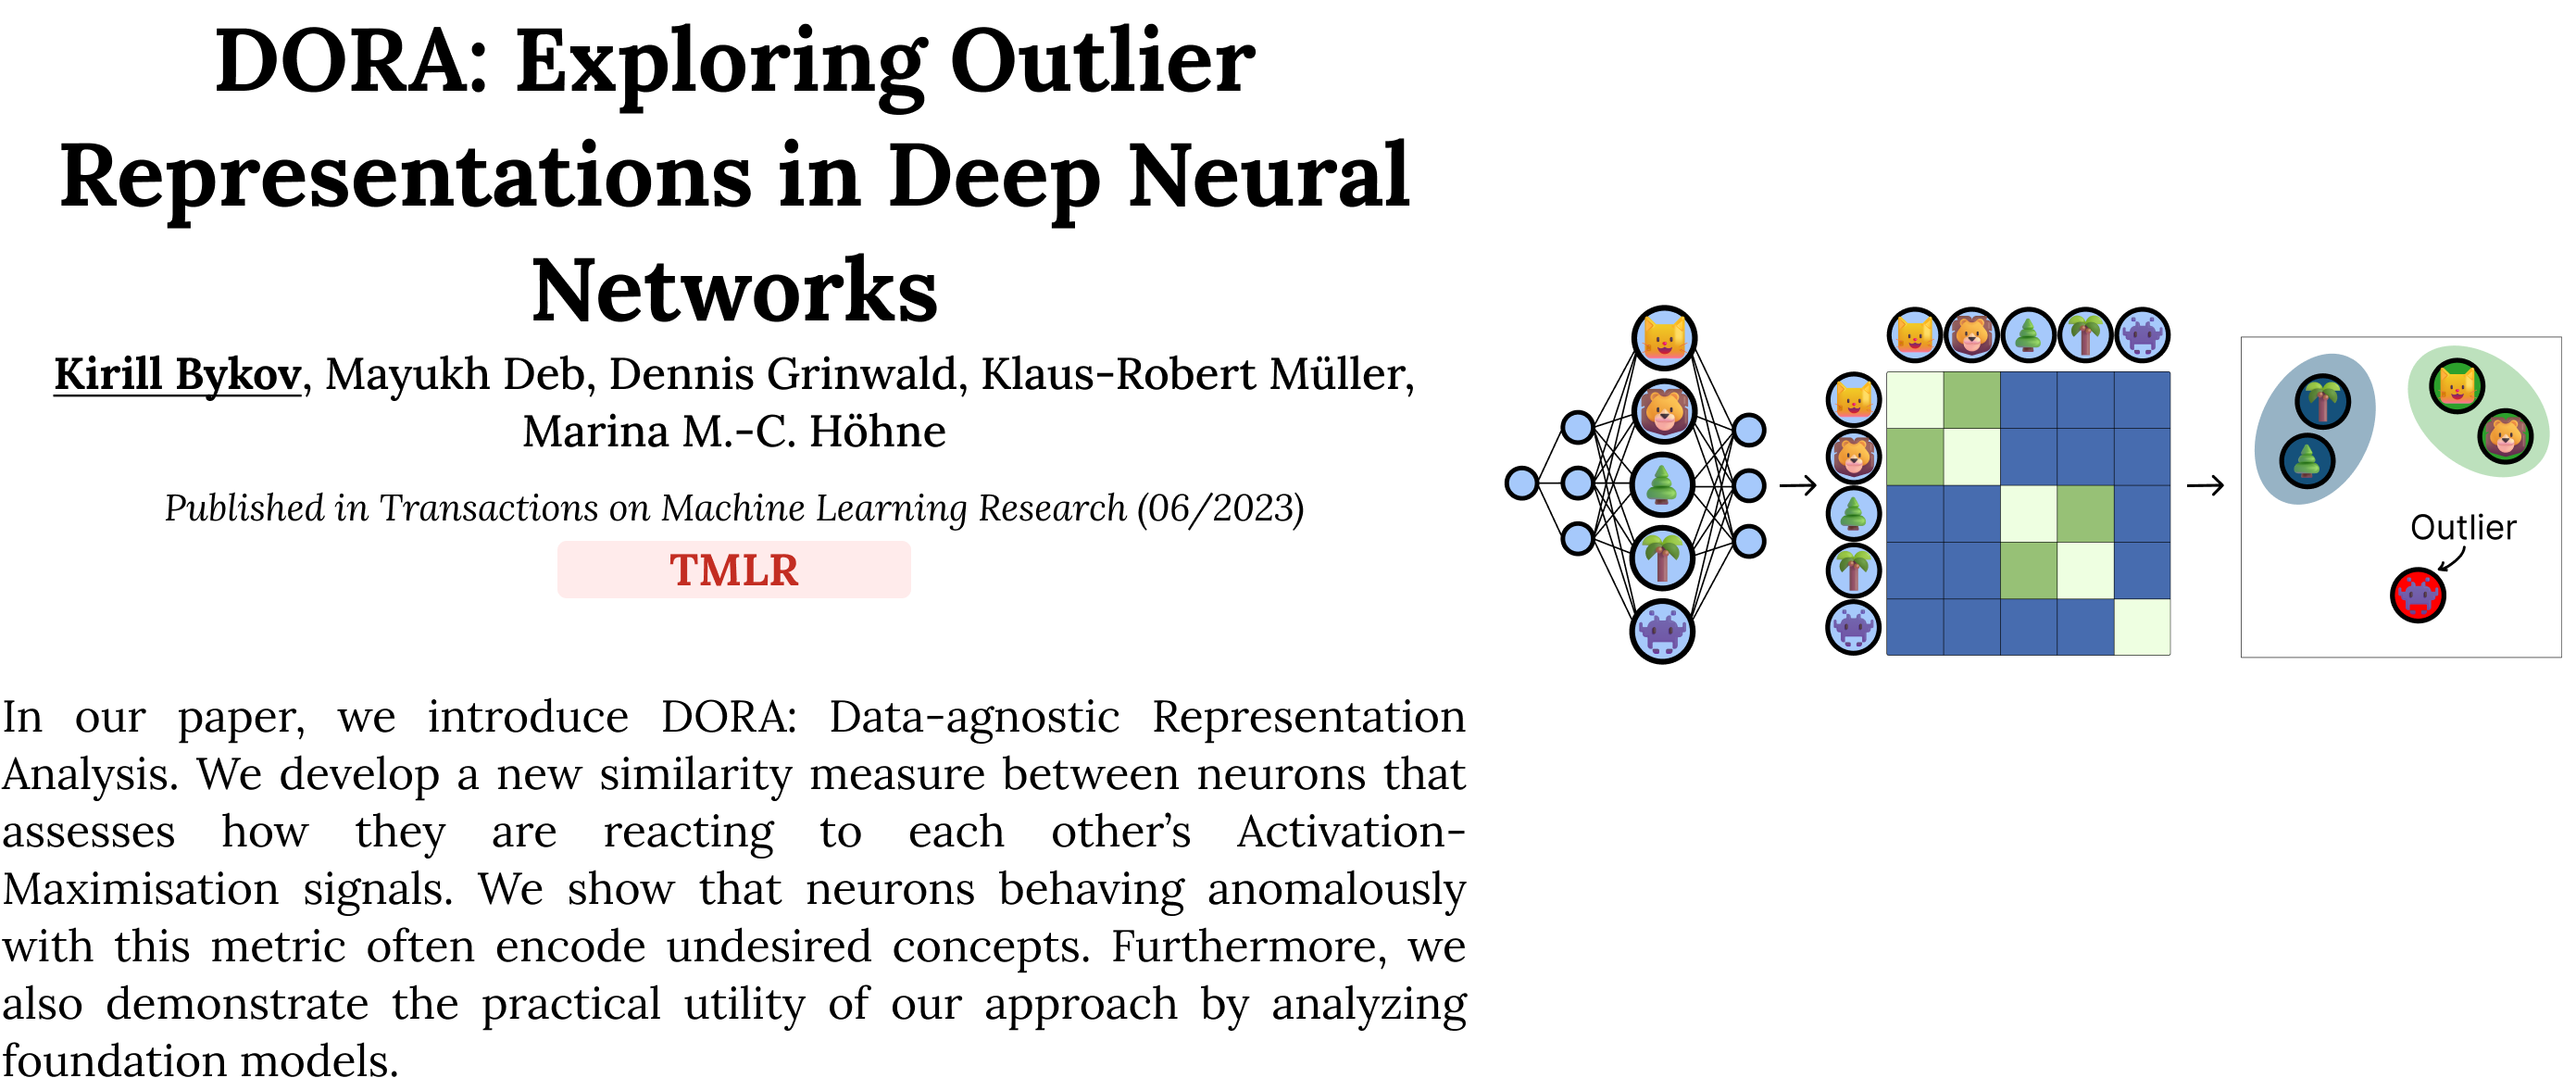 DORA: Exploring Outlier
Representations in Deep Neural
Networks
Kirill Bykov, Mayukh Deb, Dennis Grinwald, Klaus-Robert Müller,
Marina M.-C. Höhne
Published in Transactions on Machine Learning Research (06/2023)
TMLR
In our paper, we introduce DORA: Data-agnostic Representation
Analysis. We develop a new similarity measure between neurons that
assesses how they are reacting to each other’s Activation-
Maximisation signals. We show that neurons behaving anomalously
with this metric often encode undesired concepts. Furthermore, we
also demonstrate the practical utility of our approach by analyzing
foundation models.
Outlier